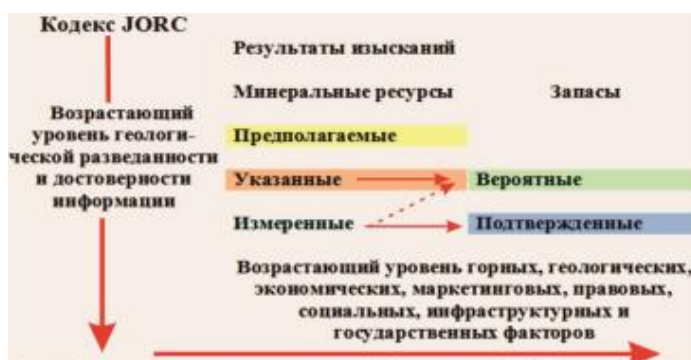 Кодекс JORC
Результаты изысканий
Минеральные ресурсы Запасы
Возрастающий
уровень геологи-
ческой разведанности
и достоверности
информации
Предполагаемые
Указанные Вероятные
Измеренные Подтвержденные
Возрастающий уровень горных, геологических,
экономических, маркетинговых, правовых,
социальных, инфраструктурных и
государственных факторов